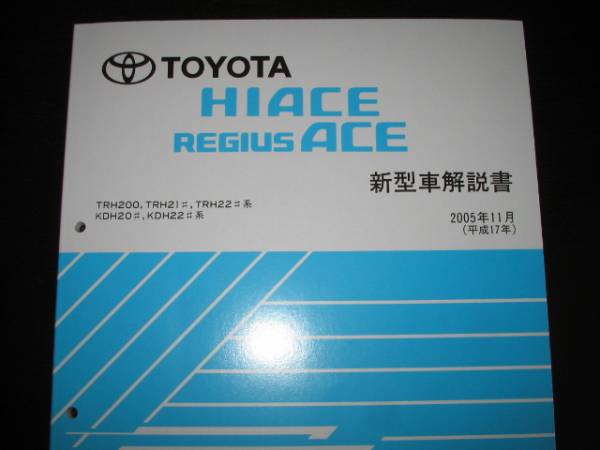 TOYOTA
HIACE
REGIUS ACE
新型車解説書
TRH200, TRH21♯, TRH22♯系
KDH20♯, KDH22♯系
2005年11月
(平成17年)